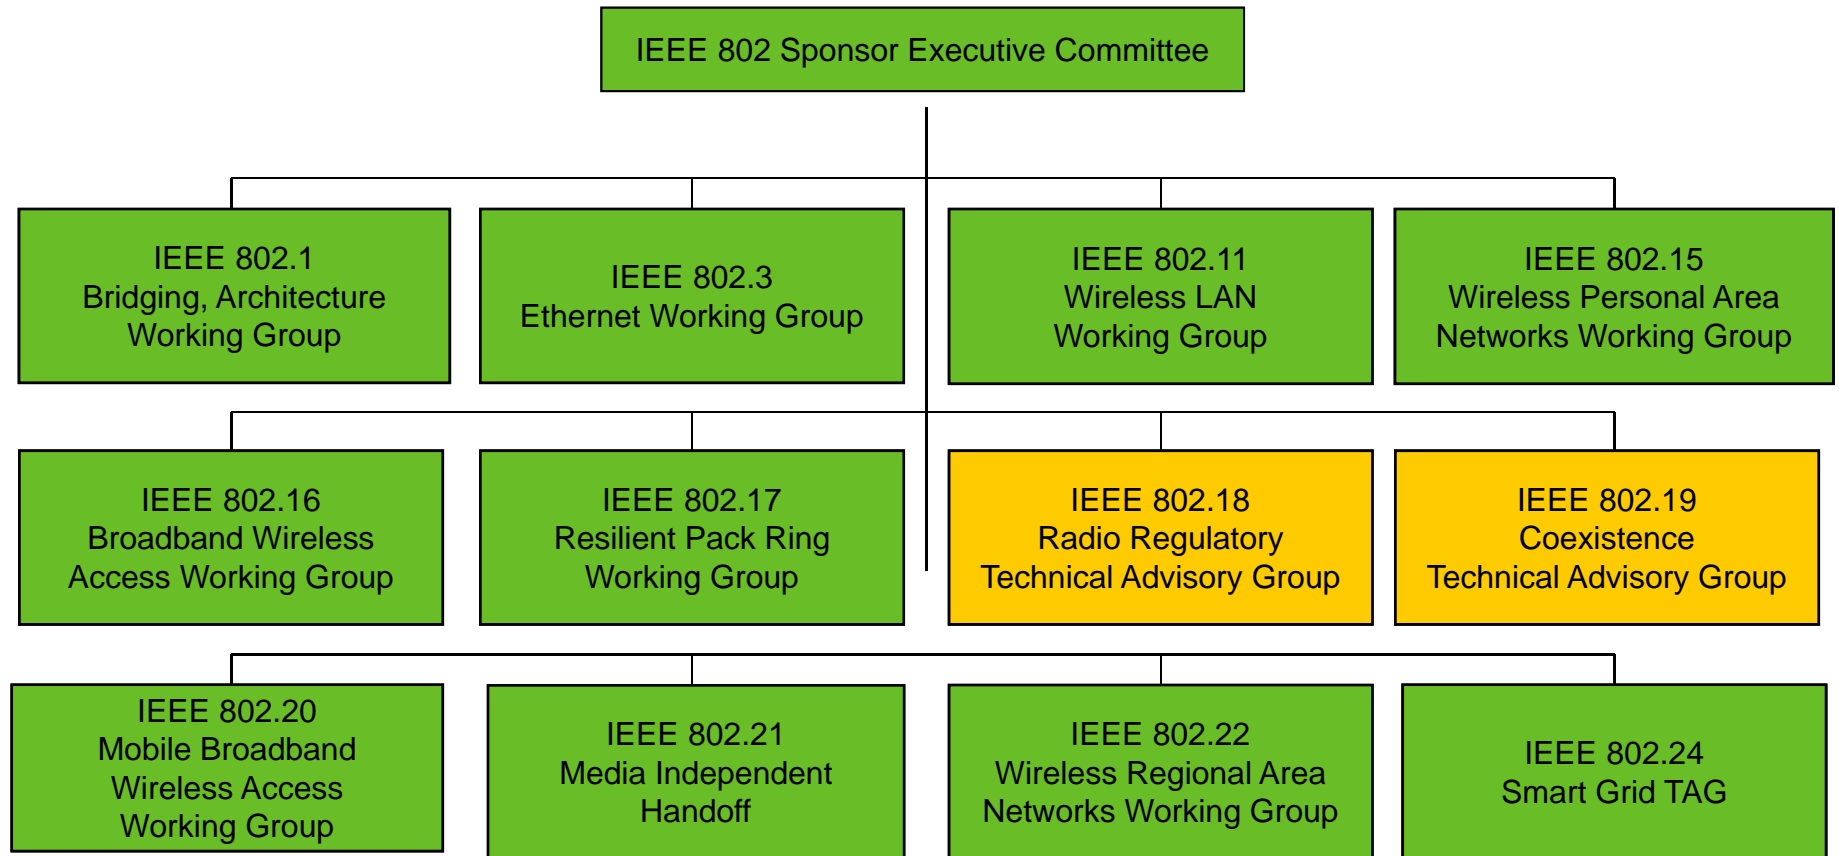 IEEE 802 Sponsor Executive Committee
IEEE 802.1
Bridging, Architecture
Working Group
IEEE 802.3
Ethernet Working Group
IEEE 802.11
Wireless LAN
Working Group
IEEE 802.15
Wireless Personal Area
Networks Working Group
IEEE 802.16
Broadband Wireless
Access Working Group
IEEE 802.17
Resilient Pack Ring
Working Group
IEEE 802.18
Radio Regulatory
Technical Advisory Group
IEEE 802.19
Coexistence
Technical Advisory Group
IEEE 802.20
Mobile Broadband
Wireless Access
Working Group
IEEE 802.21
Media Independent
Handoff
IEEE 802.22
Wireless Regional Area
Networks Working Group
IEEE 802.24
Smart Grid TAG